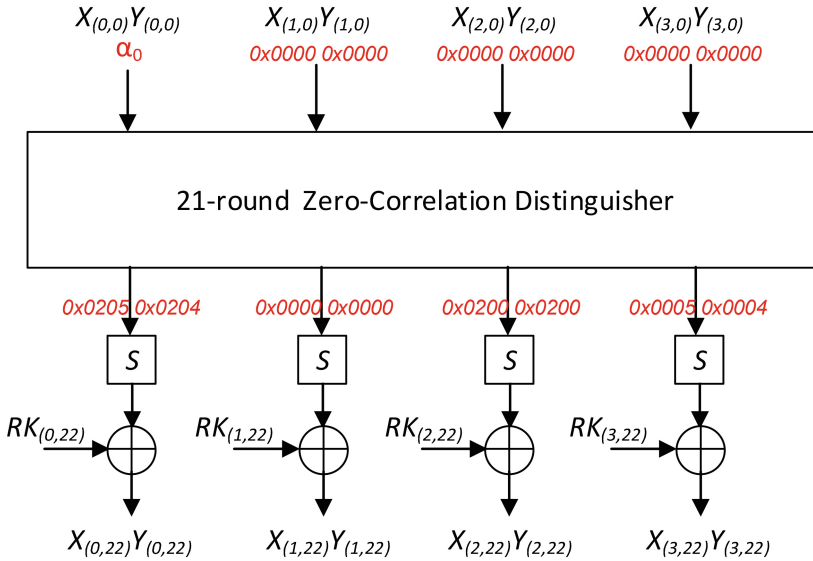 X(0,0)Y(0,0) X(1,0)Y(1,0) X(2,0)Y(2,0) X(3,0)Y(3,0)
α0 0x0000 0x0000 0x0000 0x0000 0x0000 0x0000
21-round Zero-Correlation Distinguisher
0x0205 0x0204 0x0000 0x0000 0x0200 0x0200 0x0005 0x0004
S S S S
RK(0,22) RK(1,22) RK(2,22) RK(3,22)
X(0,22)Y(0,22) X(1,22)Y(1,22) X(2,22)Y(2,22) X(3,22)Y(3,22)